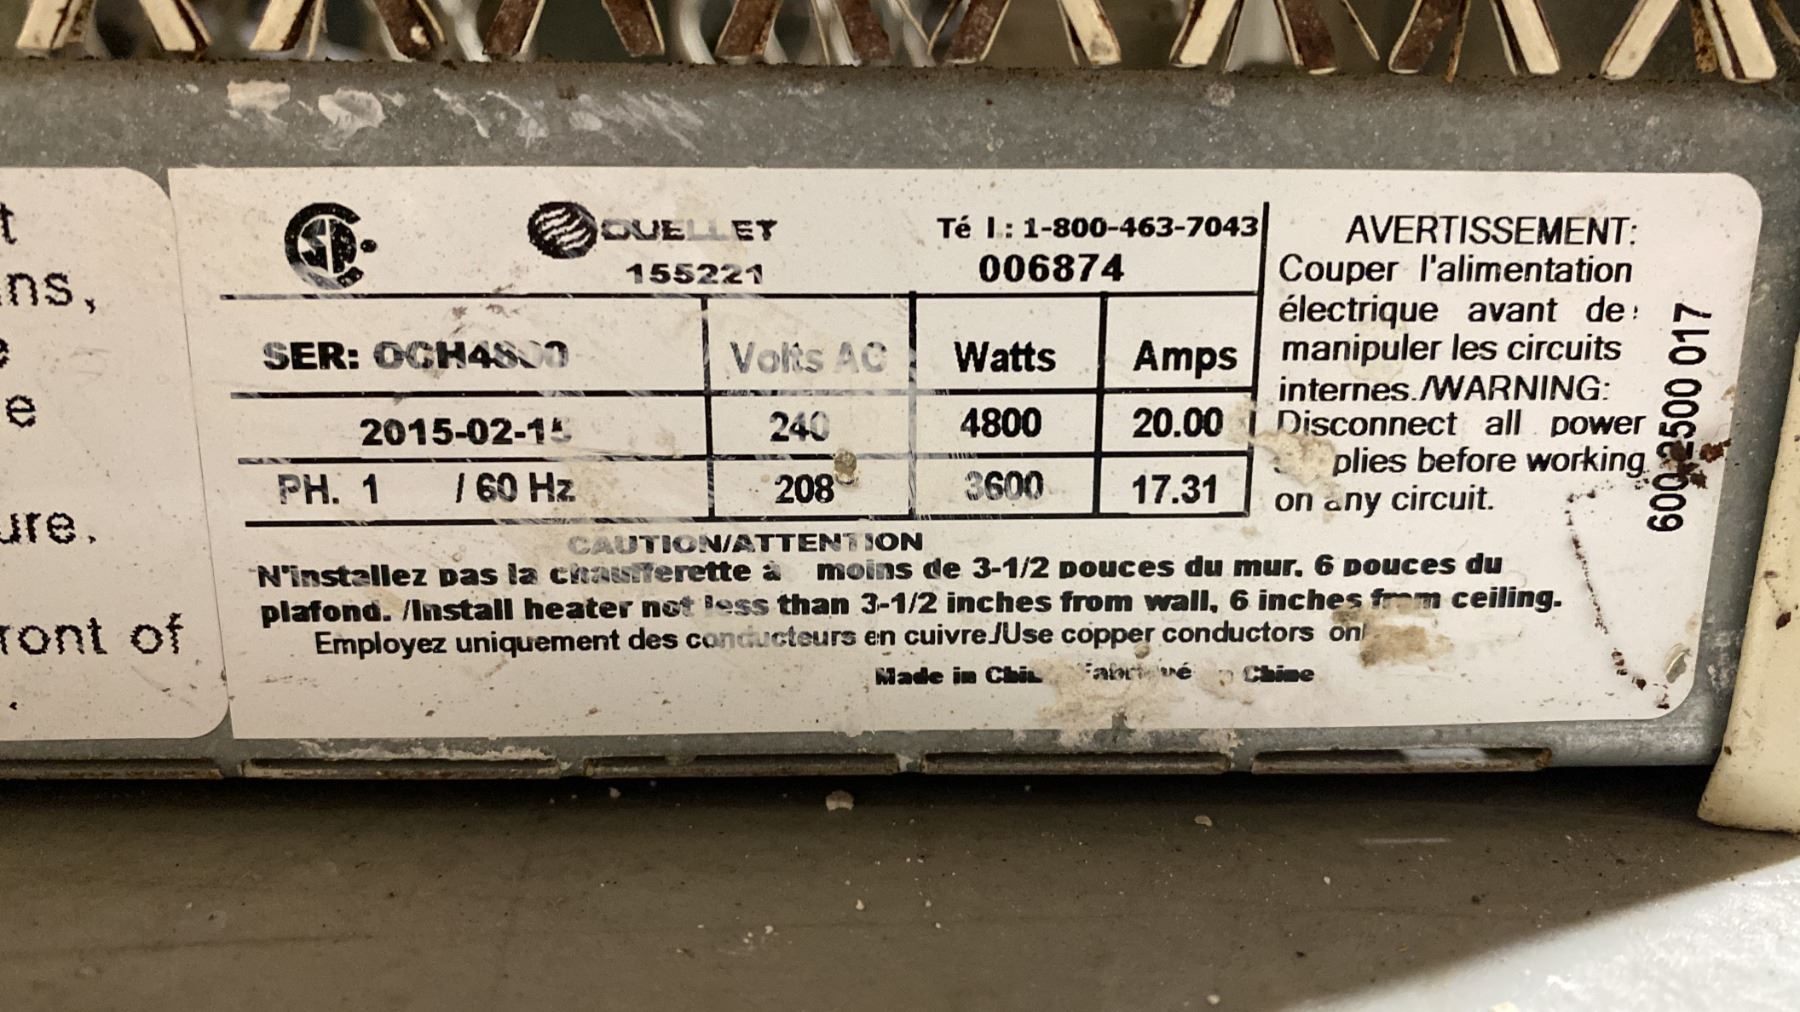 t
ns,
e
e
ure.
ront of
OUELLET
155221
Té l.: 1-800-463-7043
006874
SER: OCH4800
Volts AC
Watts
Amps
2015-02-15
240
4800
20.00
PH. 1 / 60 Hz
208
3600
17.31
AVERTISSEMENT:
Couper l'alimentation
électrique avant de
manipuler les circuits
internes./WARNING:
Disconnect all power
plies before working
on any circuit.
600-2500 017
CAUTION/ATTENTION
N'installez pas la chaufferette à moins de 3-1/2 pouces du mur. 6 pouces du
plafond. /Install heater not less than 3-1/2 inches from wall, 6 inches from ceiling.
Employez uniquement des conducteurs en cuivre./Use copper conductors onl
Made in Chin Fabriqué Chine